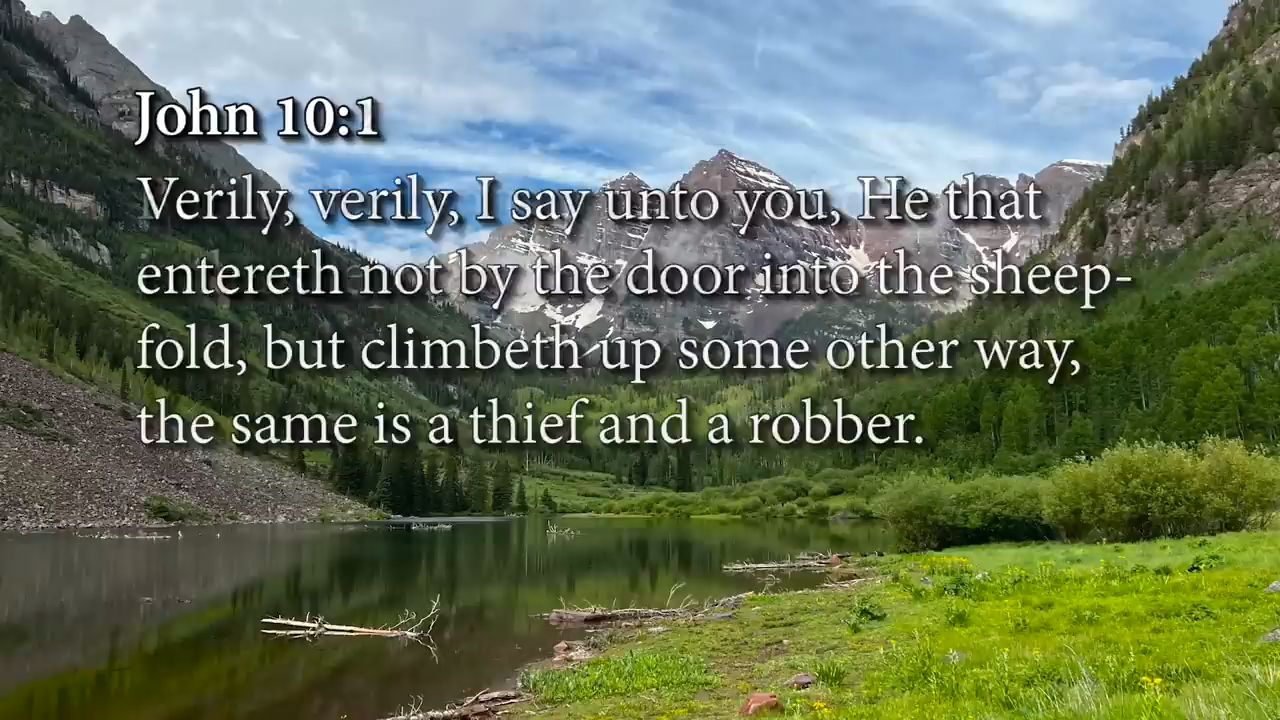 John 10:1
Verily, verily, I say unto you, He that
entereth not by the door into the sheep-
fold, but climbeth up some other way,
the same is a thief and a robber.